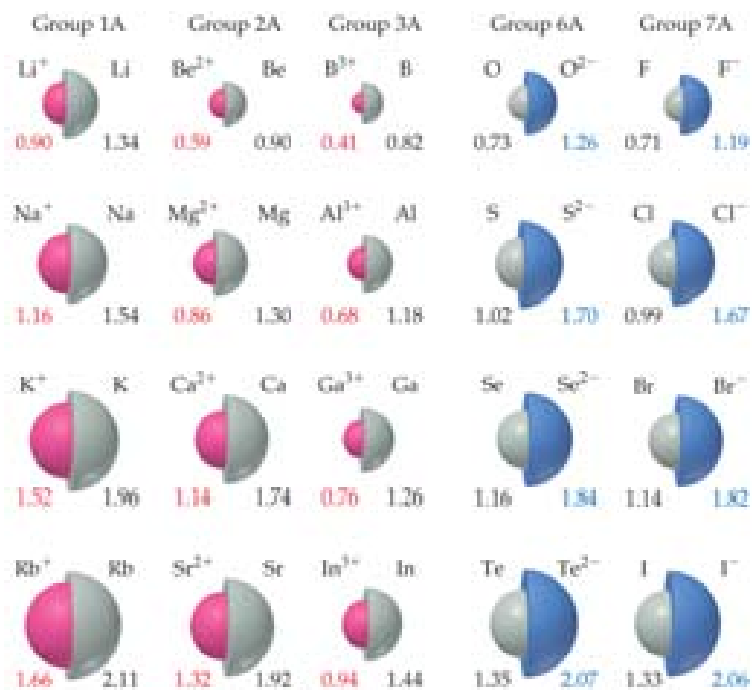 Group 1A Group 2A Group 3A Group 6A Group 7A
Li⁺ Li Be²⁺ Be B³⁺ B O O²⁻ F F⁻
0.90 1.34 0.59 0.90 0.41 0.82 0.73 1.26 0.71 1.19
Na⁺ Na Mg²⁺ Mg Al³⁺ Al S S²⁻ Cl Cl⁻
1.16 1.54 0.86 1.30 0.68 1.18 1.02 1.70 0.99 1.67
K⁺ K Ca²⁺ Ca Ga³⁺ Ga Se Se²⁻ Br Br⁻
1.52 1.96 1.14 1.74 0.76 1.26 1.16 1.84 1.14 1.82
Rb⁺ Rb Sr²⁺ Sr In³⁺ In Te Te²⁻ I I⁻
1.66 2.11 1.32 1.92 0.94 1.44 1.35 2.07 1.33 2.06